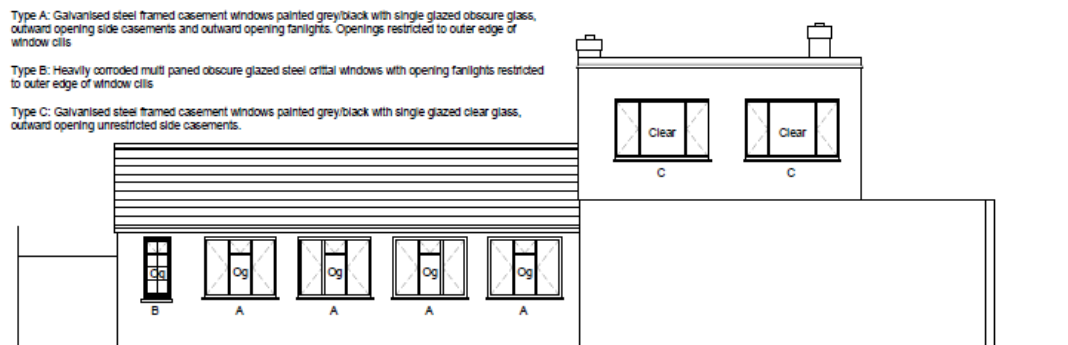 Type A: Galvanised steel framed casement windows painted grey/black with single glazed obscure glass,
outward opening side casements and outward opening fanlights. Openings restricted to outer edge of
window cills
Type B: Heavily corroded multi paned obscure glazed steel crittal windows with opening fanlights restricted
to outer edge of window cills
Type C: Galvanised steel framed casement windows painted grey/black with single glazed clear glass,
outward opening unrestricted side casements.
Clear Clear
C C
Og Og Og Og Og
B A A A A